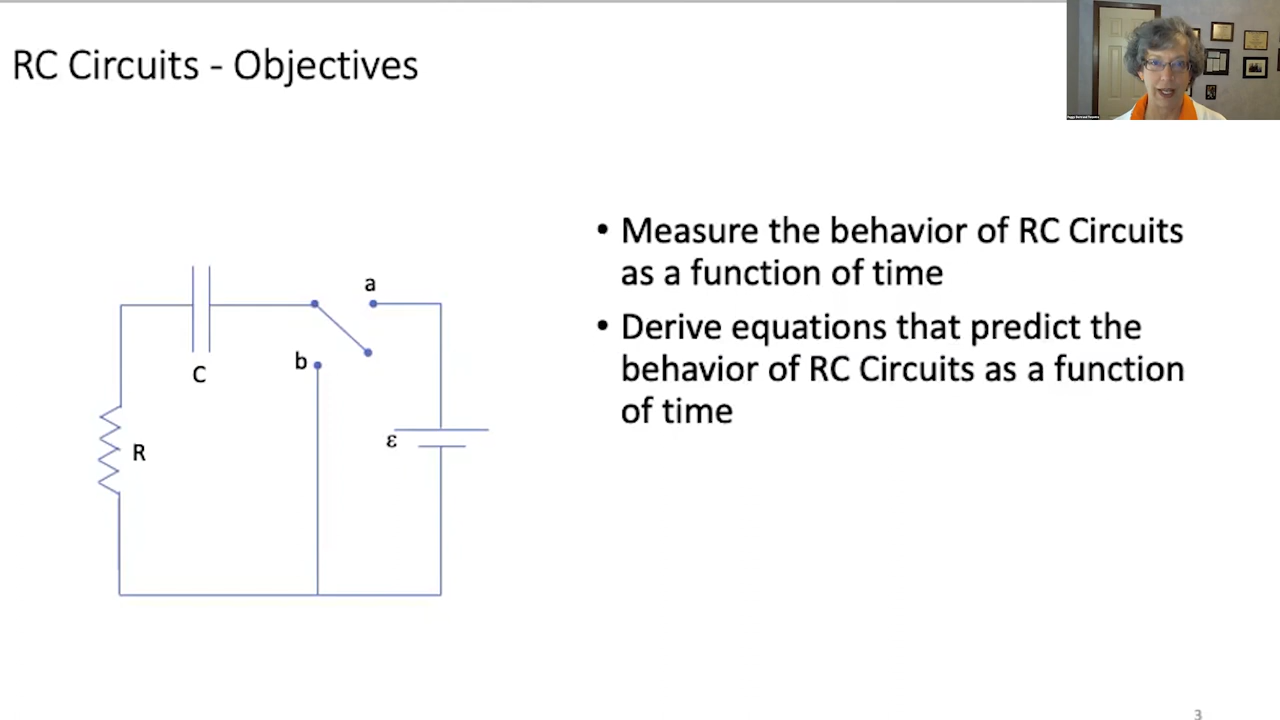 RC Circuits - Objectives
• Measure the behavior of RC Circuits
as a function of time
• Derive equations that predict the
behavior of RC Circuits as a function
of time
a
b
C
ε
R
3